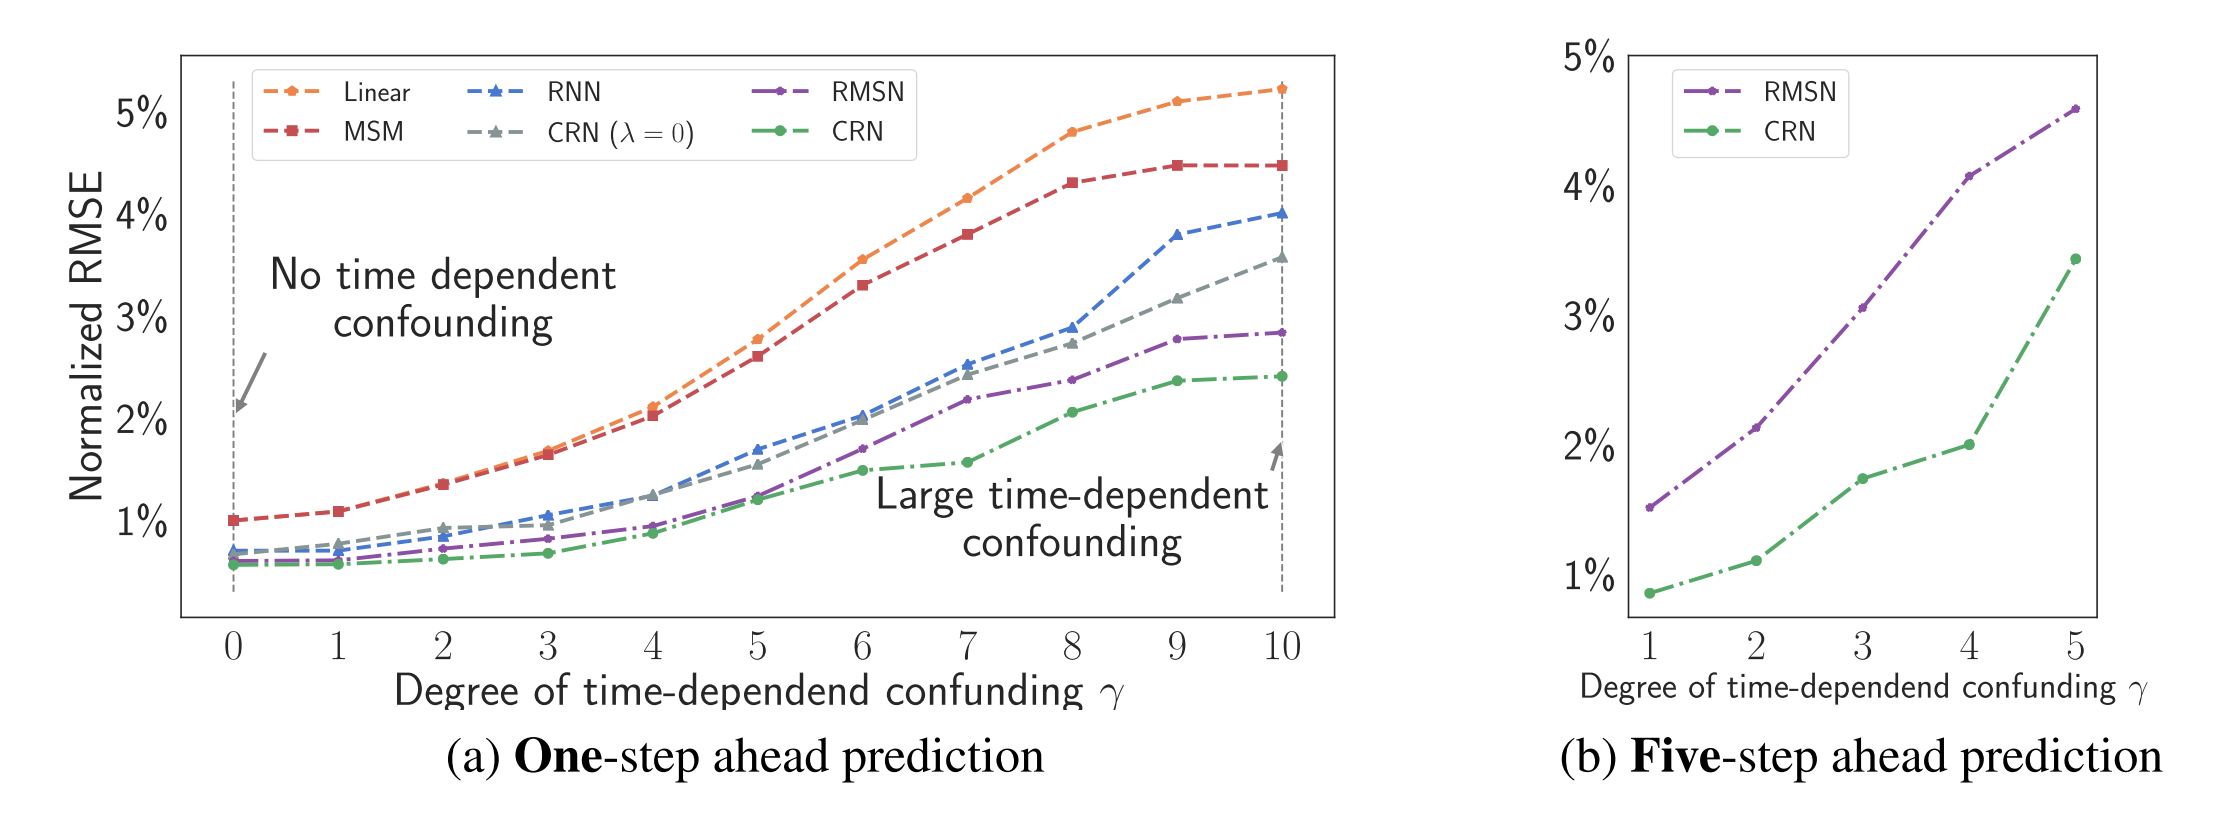 Linear
MSM
RNN
CRN (λ = 0)
RMSN
CRN
Normalized RMSE
5%
4%
3%
2%
1%
No time dependent
confounding
Large time-dependent
confounding
0 1 2 3 4 5 6 7 8 9 10
Degree of time-dependend confunding γ
(a) One-step ahead prediction
RMSN
CRN
5%
4%
3%
2%
1%
1 2 3 4 5
Degree of time-dependend confunding γ
(b) Five-step ahead prediction